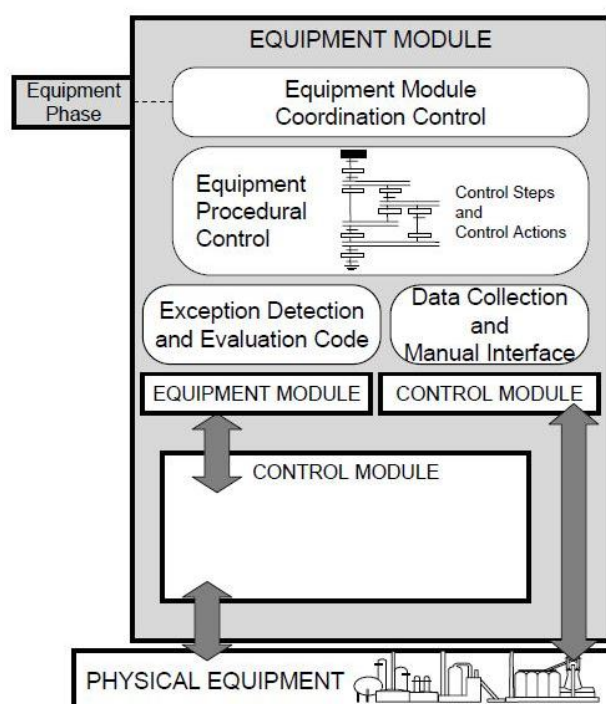 EQUIPMENT MODULE
Equipment
Phase
Equipment Module
Coordination Control
Equipment
Procedural
Control
Control Steps
and
Control Actions
Exception Detection
and Evaluation Code
Data Collection
and
Manual Interface
EQUIPMENT MODULE
CONTROL MODULE
CONTROL MODULE
PHYSICAL EQUIPMENT